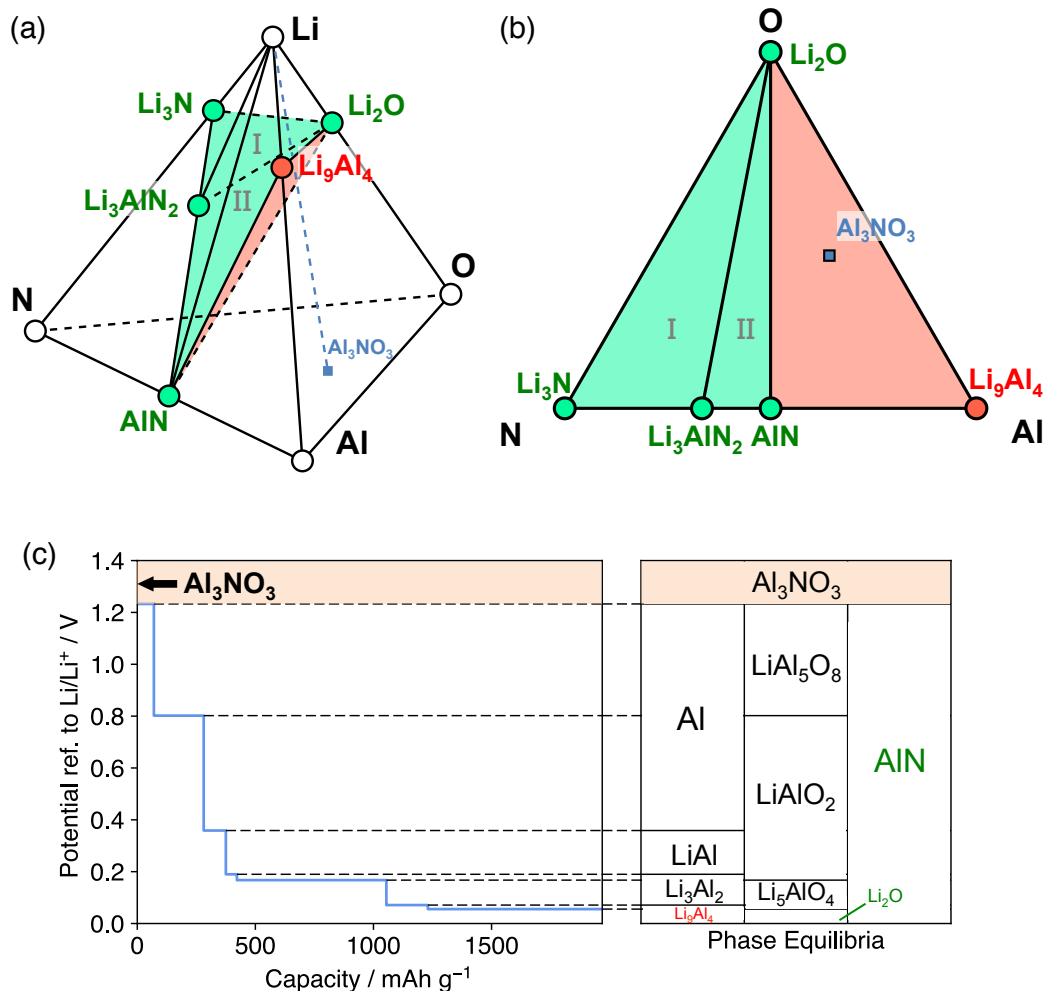 (a)
Li
Li₃N
Li₂O
I
Li₉Al₄
Li₃AlN₂
II
O
N
Al₃NO₃
AlN
Al
(b)
O
Li₂O
Al₃NO₃
I
II
Li₃N
Li₉Al₄
N
Li₃AlN₂
AlN
Al
(c)
Potential ref. to Li/Li⁺ / V
1.4
1.2
1.0
0.8
0.6
0.4
0.2
0.0
Al₃NO₃
0
500
1000
1500
Capacity / mAh g⁻¹
Al₃NO₃
Al
LiAl₅O₈
AlN
LiAlO₂
LiAl
Li₃Al₂
Li₅AlO₄
Li₂O
Li₉Al₄
Phase Equilibria